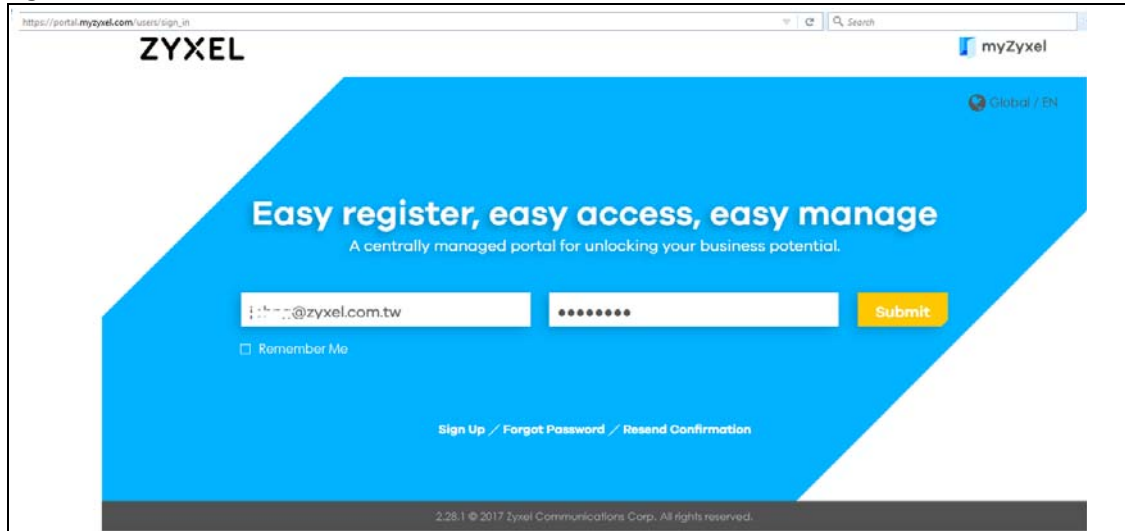 https://portal.myzyxel.com/users/sign_in
Search
ZYXEL
myZyxel
Global / EN
Easy register, easy access, easy manage
A centrally managed portal for unlocking your business potential.
@zyxel.com.tw
••••••••
Submit
Remember Me
Sign Up / Forgot Password / Resend Confirmation
2.28.1 © 2017 Zyxel Communications Corp. All rights reserved.